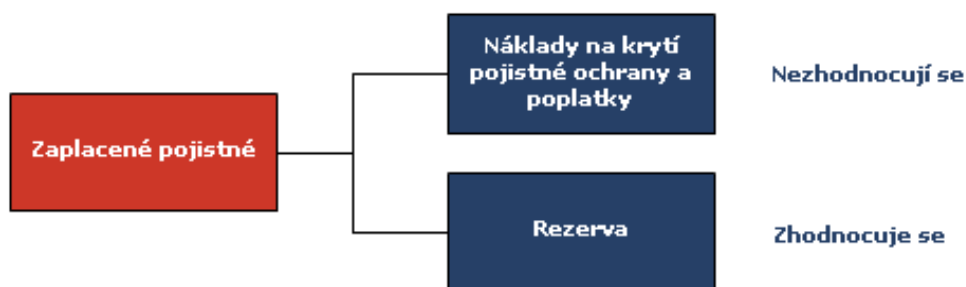 Náklady na krytí
pojistné ochrany a
poplatky
Nezhodnocují se
Zaplacené pojistné
Rezerva
Zhodnocuje se